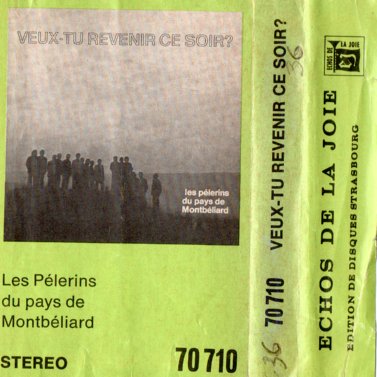 VEUX-TU REVENIR CE SOIR?
les pélerins
du pays de
Montbéliard
Les Pélerins
du pays de
Montbéliard
STEREO
70 710
70 710 VEUX-TU REVENIR CE SOIR?
36
36
ECHOS DE LA JOIE
EDITION DE DISQUES STRASBOURG
ECHOS DE
LA JOIE